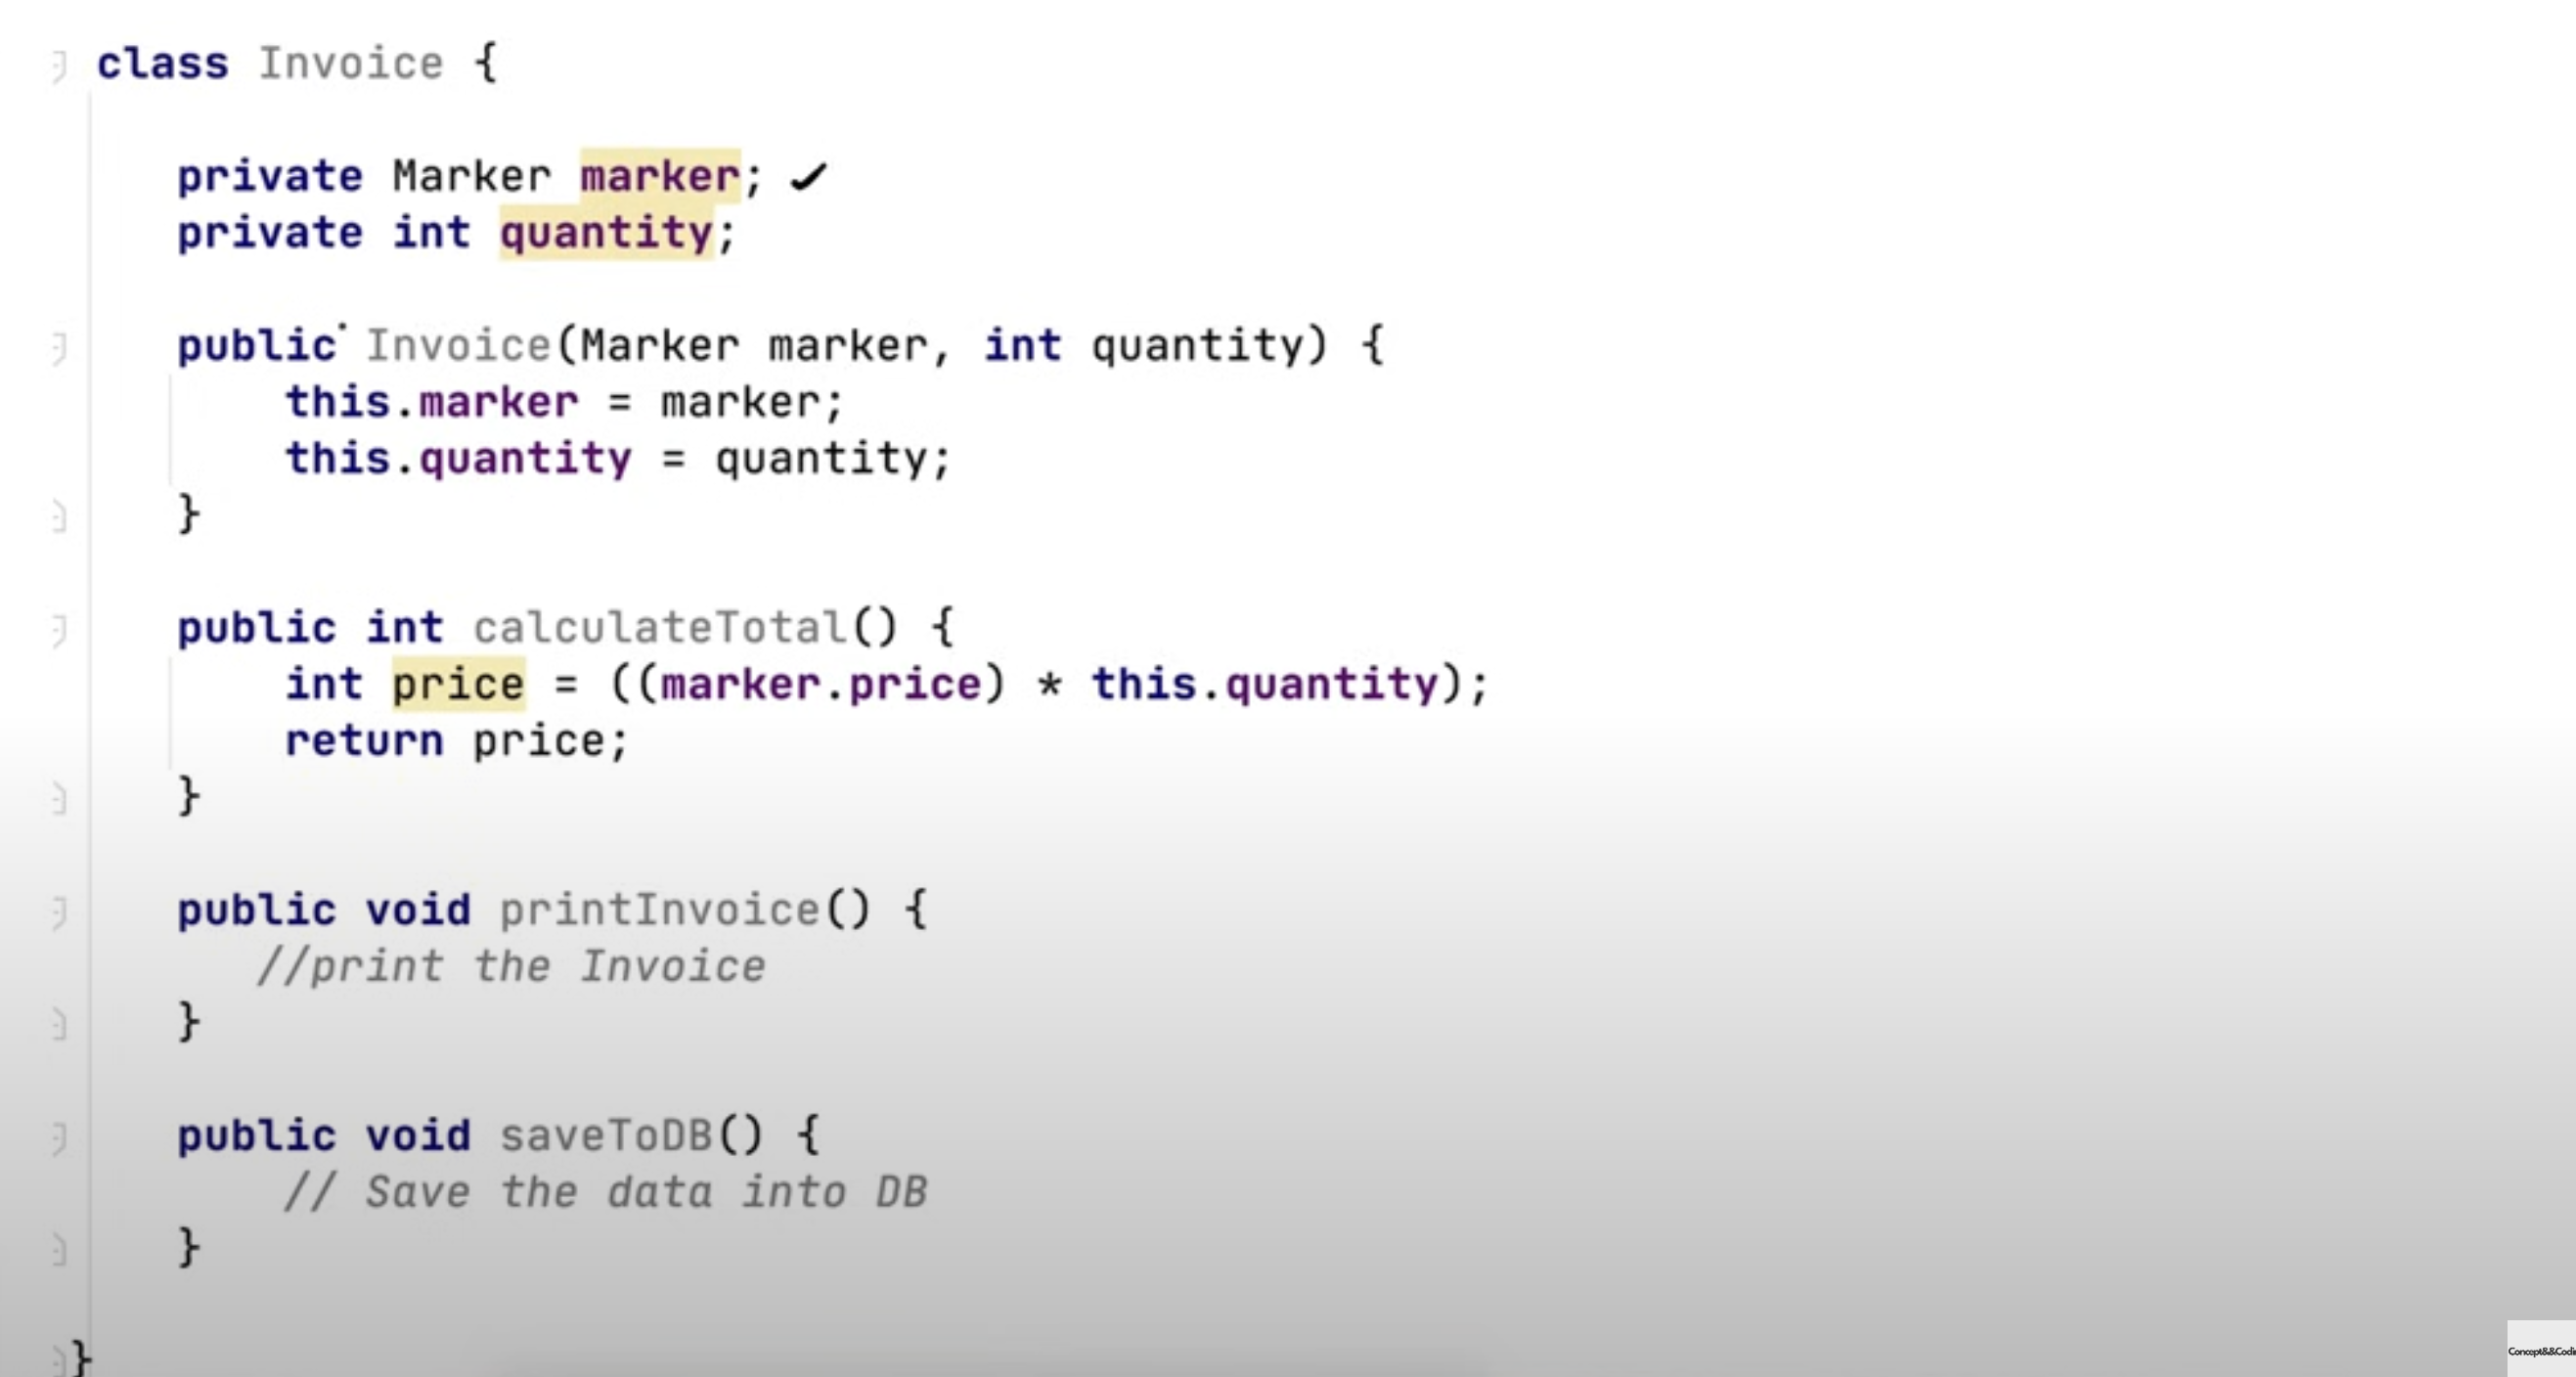 class Invoice {
private Marker marker; ✓
private int quantity;
public Invoice(Marker marker, int quantity) {
this.marker = marker;
this.quantity = quantity;
}
public int calculateTotal() {
int price = ((marker.price) * this.quantity);
return price;
}
public void printInvoice() {
//print the Invoice
}
public void saveToDB() {
// Save the data into DB
}
}